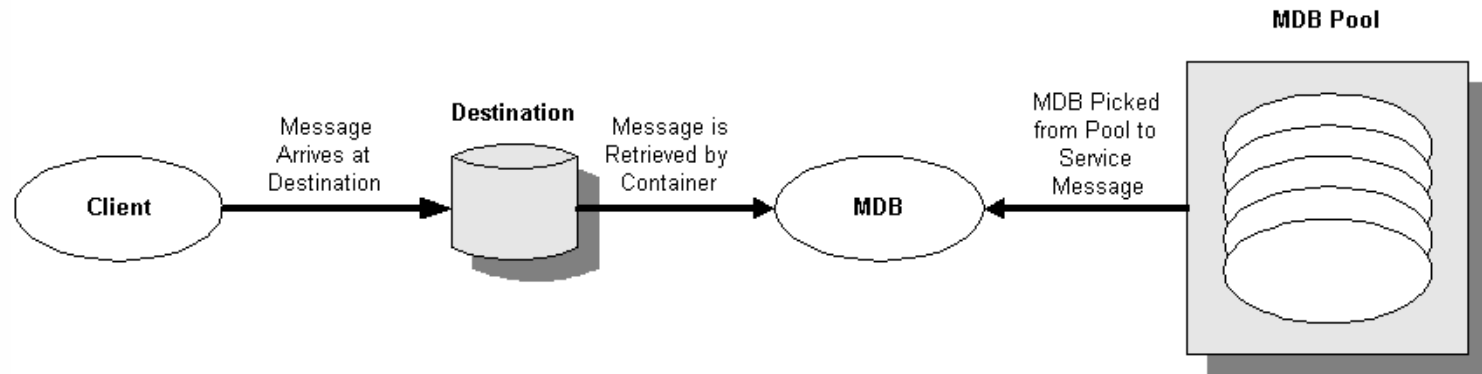 MDB Pool
Message
Arrives at
Destination
Destination
Message is
Retrieved by
Container
MDB Picked
from Pool to
Service
Message
Client
MDB